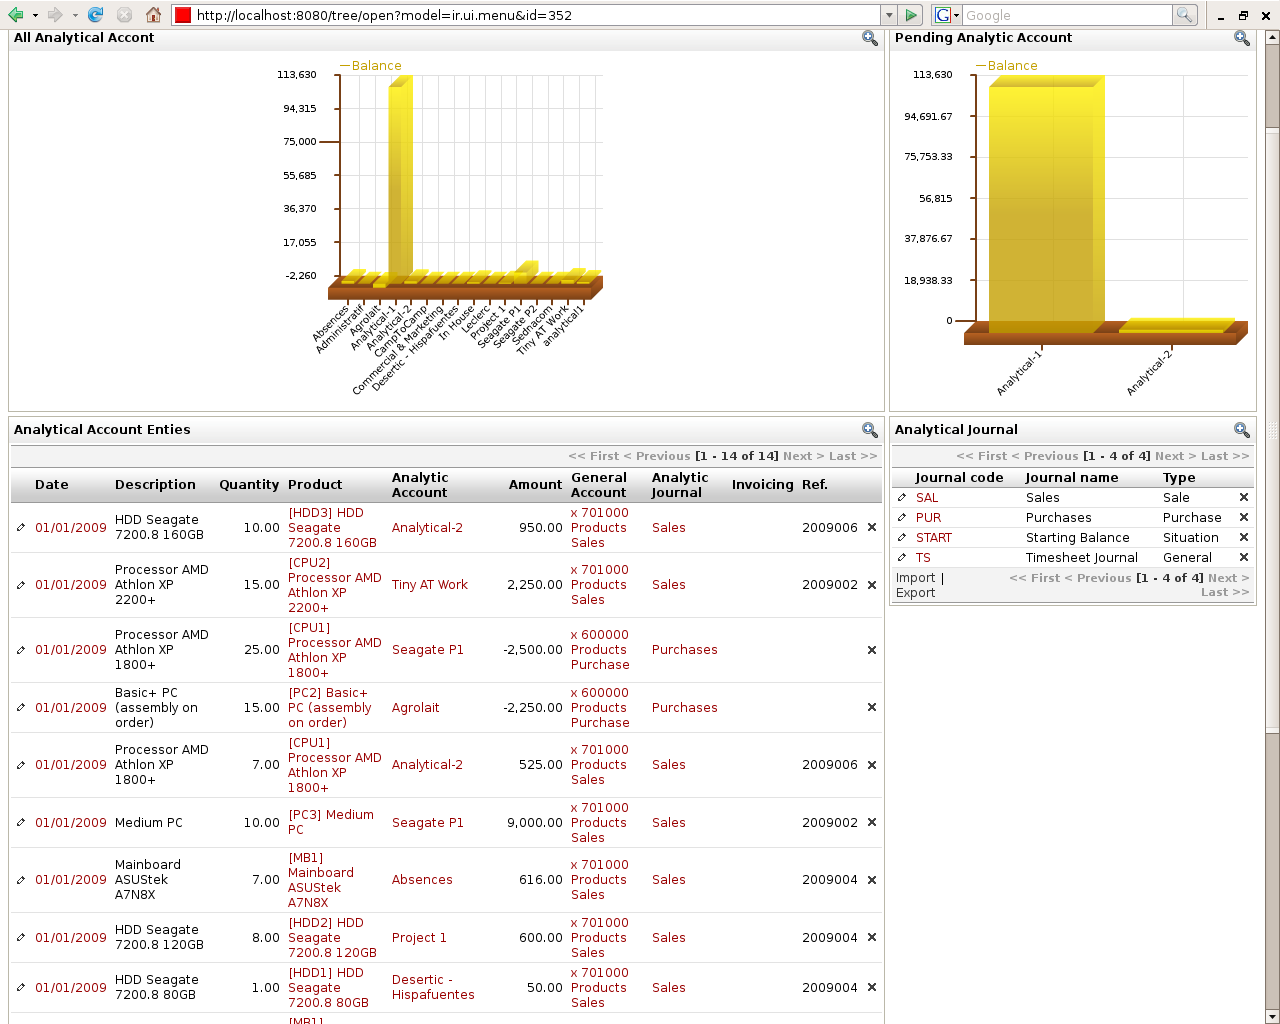 http://localhost:8080/tree/open?model=ir.ui.menu&id=352
Google
All Analytical Accont
Balance
113,630
94,315
75,000
55,685
36,370
17,055
-2,260
Absences
Administratif
Agrolait
Analytical-1
Analytical-2
CampToCamp
Commercial & Marketing
Desertic - Hispafuentes
In House
Leclerc
Project 1
Seagate P1
Seagate P2
Sednacom
Tiny AT Work
analytical1
Pending Analytic Account
Balance
113,630
94,691.67
75,753.33
56,815
37,876.67
18,938.33
0
Analytical-1
Analytical-2
Analytical Account Enties
<< First < Previous [1 - 14 of 14] Next > Last >>
Date Description Quantity Product Analytic Account Amount General Account Analytic Journal Invoicing Ref.
01/01/2009 HDD Seagate 7200.8 160GB 10.00 [HDD3] HDD Seagate 7200.8 160GB Analytical-2 950.00 x 701000 Products Sales Sales 2009006
01/01/2009 Processor AMD Athlon XP 2200+ 15.00 [CPU2] Processor AMD Athlon XP 2200+ Tiny AT Work 2,250.00 x 701000 Products Sales Sales 2009002
01/01/2009 Processor AMD Athlon XP 1800+ 25.00 [CPU1] Processor AMD Athlon XP 1800+ Seagate P1 -2,500.00 x 600000 Products Purchase Purchases
01/01/2009 Basic+ PC (assembly on order) 15.00 [PC2] Basic+ PC (assembly on order) Agrolait -2,250.00 x 600000 Products Purchase Purchases
01/01/2009 Processor AMD Athlon XP 1800+ 7.00 [CPU1] Processor AMD Athlon XP 1800+ Analytical-2 525.00 x 701000 Products Sales Sales 2009006
01/01/2009 Medium PC 10.00 [PC3] Medium PC Seagate P1 9,000.00 x 701000 Products Sales Sales 2009002
01/01/2009 Mainboard ASUStek A7N8X 7.00 [MB1] Mainboard ASUStek A7N8X Absences 616.00 x 701000 Products Sales Sales 2009004
01/01/2009 HDD Seagate 7200.8 120GB 8.00 [HDD2] HDD Seagate 7200.8 120GB Project 1 600.00 x 701000 Products Sales Sales 2009004
01/01/2009 HDD Seagate 7200.8 80GB 1.00 [HDD1] HDD Seagate 7200.8 80GB Desertic - Hispafuentes 50.00 x 701000 Products Sales Sales 2009004
[MB1]
Analytical Journal
<< First < Previous [1 - 4 of 4] Next > Last >>
Journal code Journal name Type
SAL Sales Sale
PUR Purchases Purchase
START Starting Balance Situation
TS Timesheet Journal General
Import | Export
<< First < Previous [1 - 4 of 4] Next > Last >>